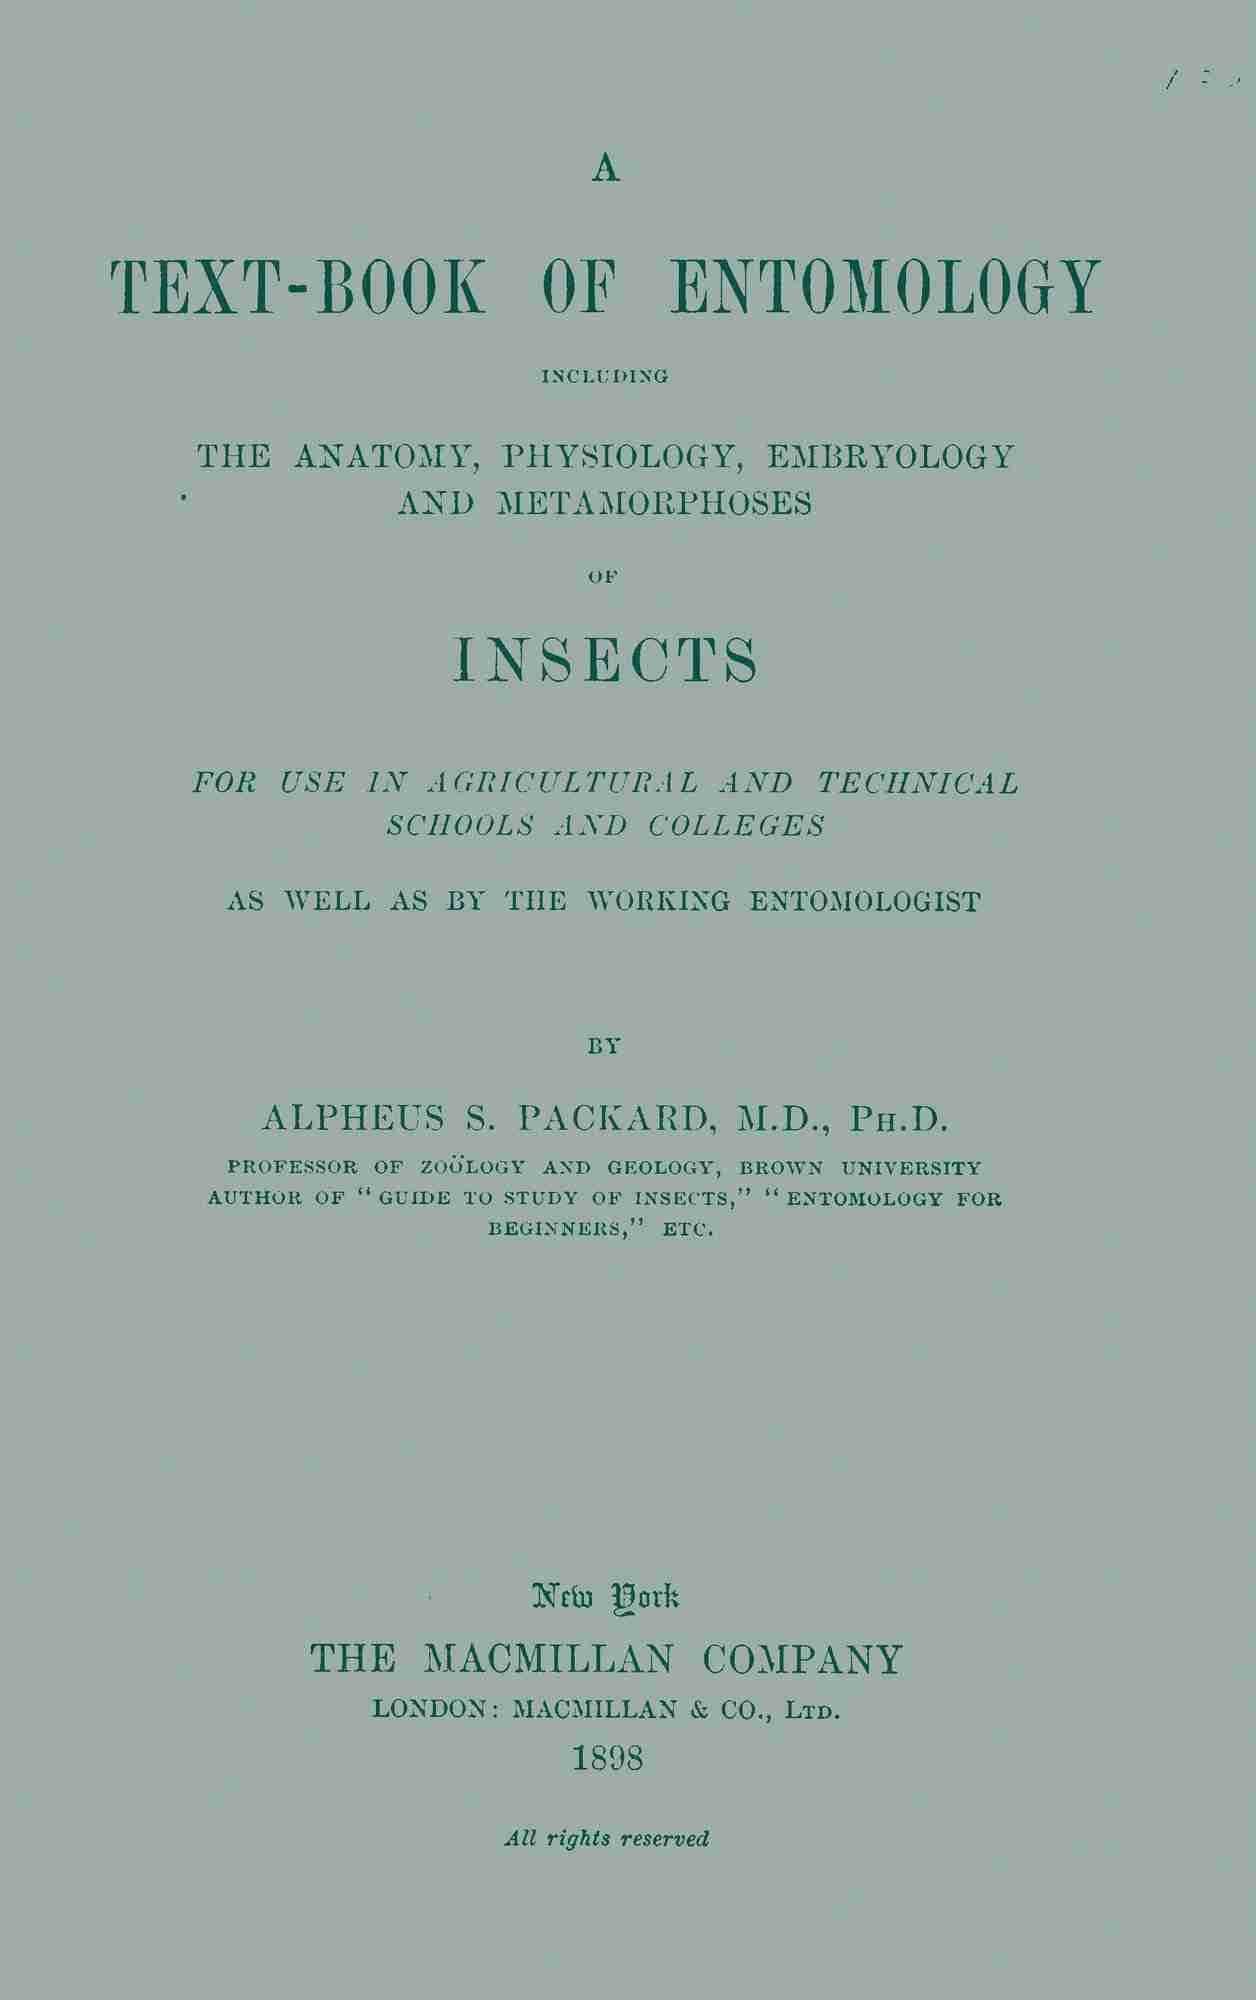 A
TEXT-BOOK OF ENTOMOLOGY
INCLUDING
THE ANATOMY, PHYSIOLOGY, EMBRYOLOGY
AND METAMORPHOSES
OF
INSECTS
FOR USE IN AGRICULTURAL AND TECHNICAL
SCHOOLS AND COLLEGES
AS WELL AS BY THE WORKING ENTOMOLOGIST
BY
ALPHEUS S. PACKARD, M.D., PH.D.
PROFESSOR OF ZOÖLOGY AND GEOLOGY, BROWN UNIVERSITY
AUTHOR OF “GUIDE TO STUDY OF INSECTS,” “ENTOMOLOGY FOR
BEGINNERS,” ETC.
New York
THE MACMILLAN COMPANY
LONDON: MACMILLAN & CO., LTD.
1898
All rights reserved